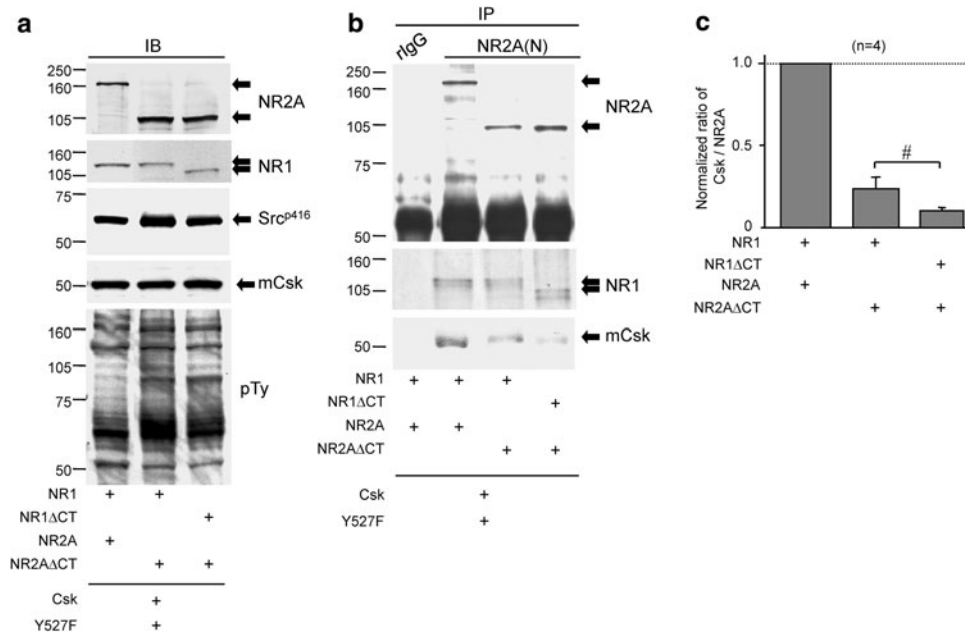 a
IB
250
160
105
NR2A
160
105
NR1
75
50
Srcp416
50
mCsk
160
105
75
50
pTy
NR1 + +
NR1ΔCT +
NR2A +
NR2AΔCT + +
Csk +
Y527F +
b
IP
rIgG
NR2A(N)
250
160
105
75
50
NR2A
160
105
NR1
50
mCsk
NR1 + + +
NR1ΔCT +
NR2A + +
NR2AΔCT + +
Csk +
Y527F +
c
(n=4)
Normalized ratio of
Csk / NR2A
1.0
0.5
0
#
NR1 + +
NR1ΔCT +
NR2A +
NR2AΔCT + +